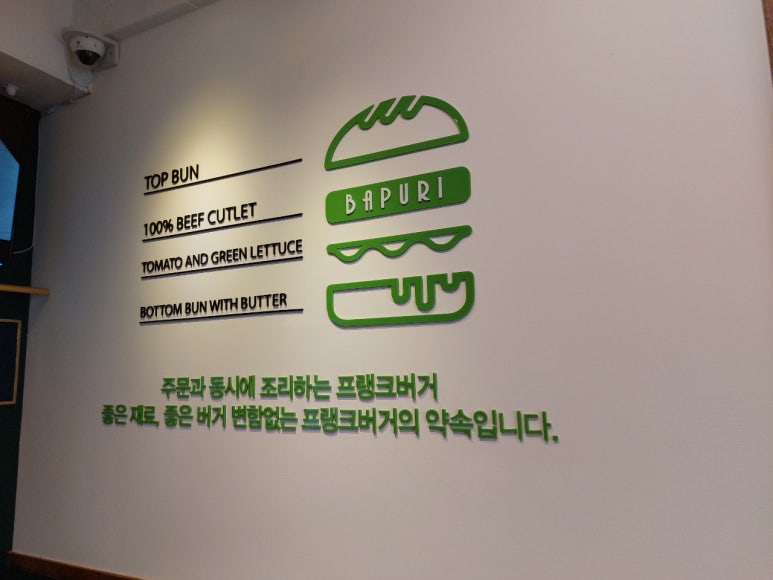 TOP BUN
BAPURI
100% BEEF CUTLET
TOMATO AND GREEN LETTUCE
BOTTOM BUN WITH BUTTER
주문과 동시에 조리하는 프랭크버거
좋은 재료, 좋은 버거 변함없는 프랭크버거의 약속입니다.